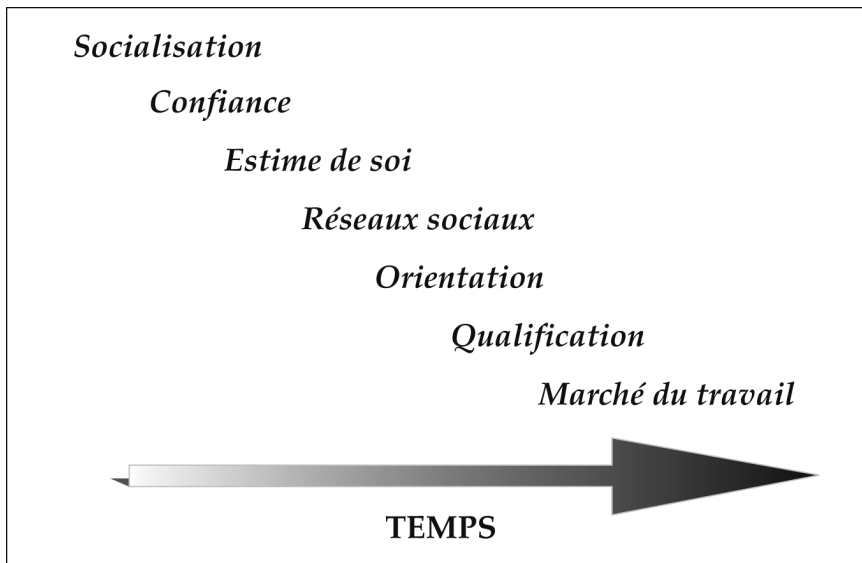 Socialisation
Confiance
Estime de soi
Réseaux sociaux
Orientation
Qualification
Marché du travail
TEMPS